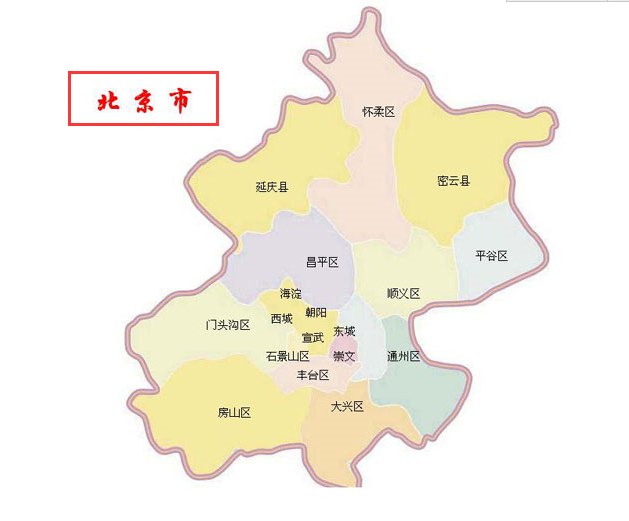 北京市
怀柔区
延庆县
密云县
平谷区
昌平区
顺义区
海淀
朝阳
西城
门头沟区
东城
宣武
石景山区
崇文
通州区
丰台区
大兴区
房山区